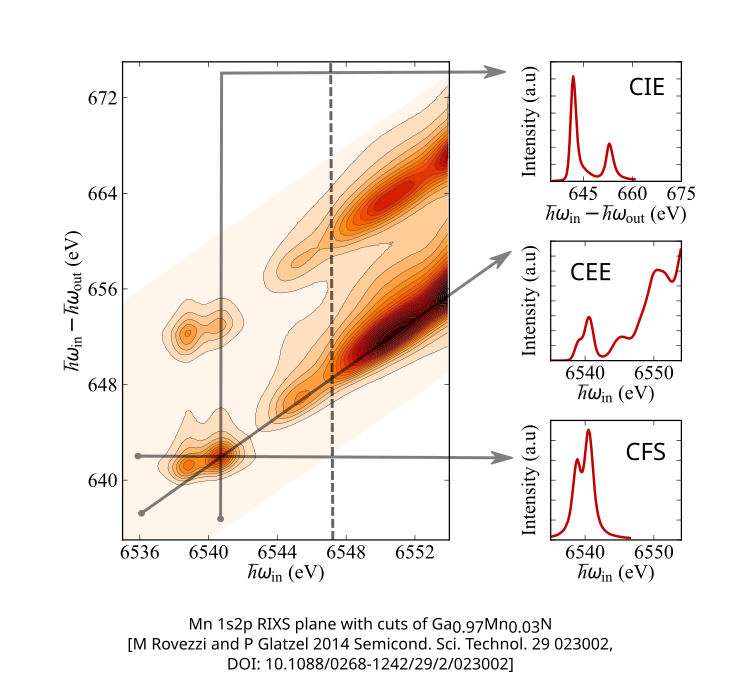 672
664
656
648
640
ħω_in − ħω_out (eV)
6536 6540 6544 6548 6552
ħω_in (eV)
CIE
Intensity (a.u)
645 660 675
ħω_in − ħω_out (eV)
CEE
Intensity (a.u)
6540 6550
ħω_in (eV)
CFS
Intensity (a.u)
6540 6550
ħω_in (eV)
Mn 1s2p RIXS plane with cuts of Ga0.97Mn0.03N
[M Rovezzi and P Glatzel 2014 Semicond. Sci. Technol. 29 023002,
DOI: 10.1088/0268-1242/29/2/023002]